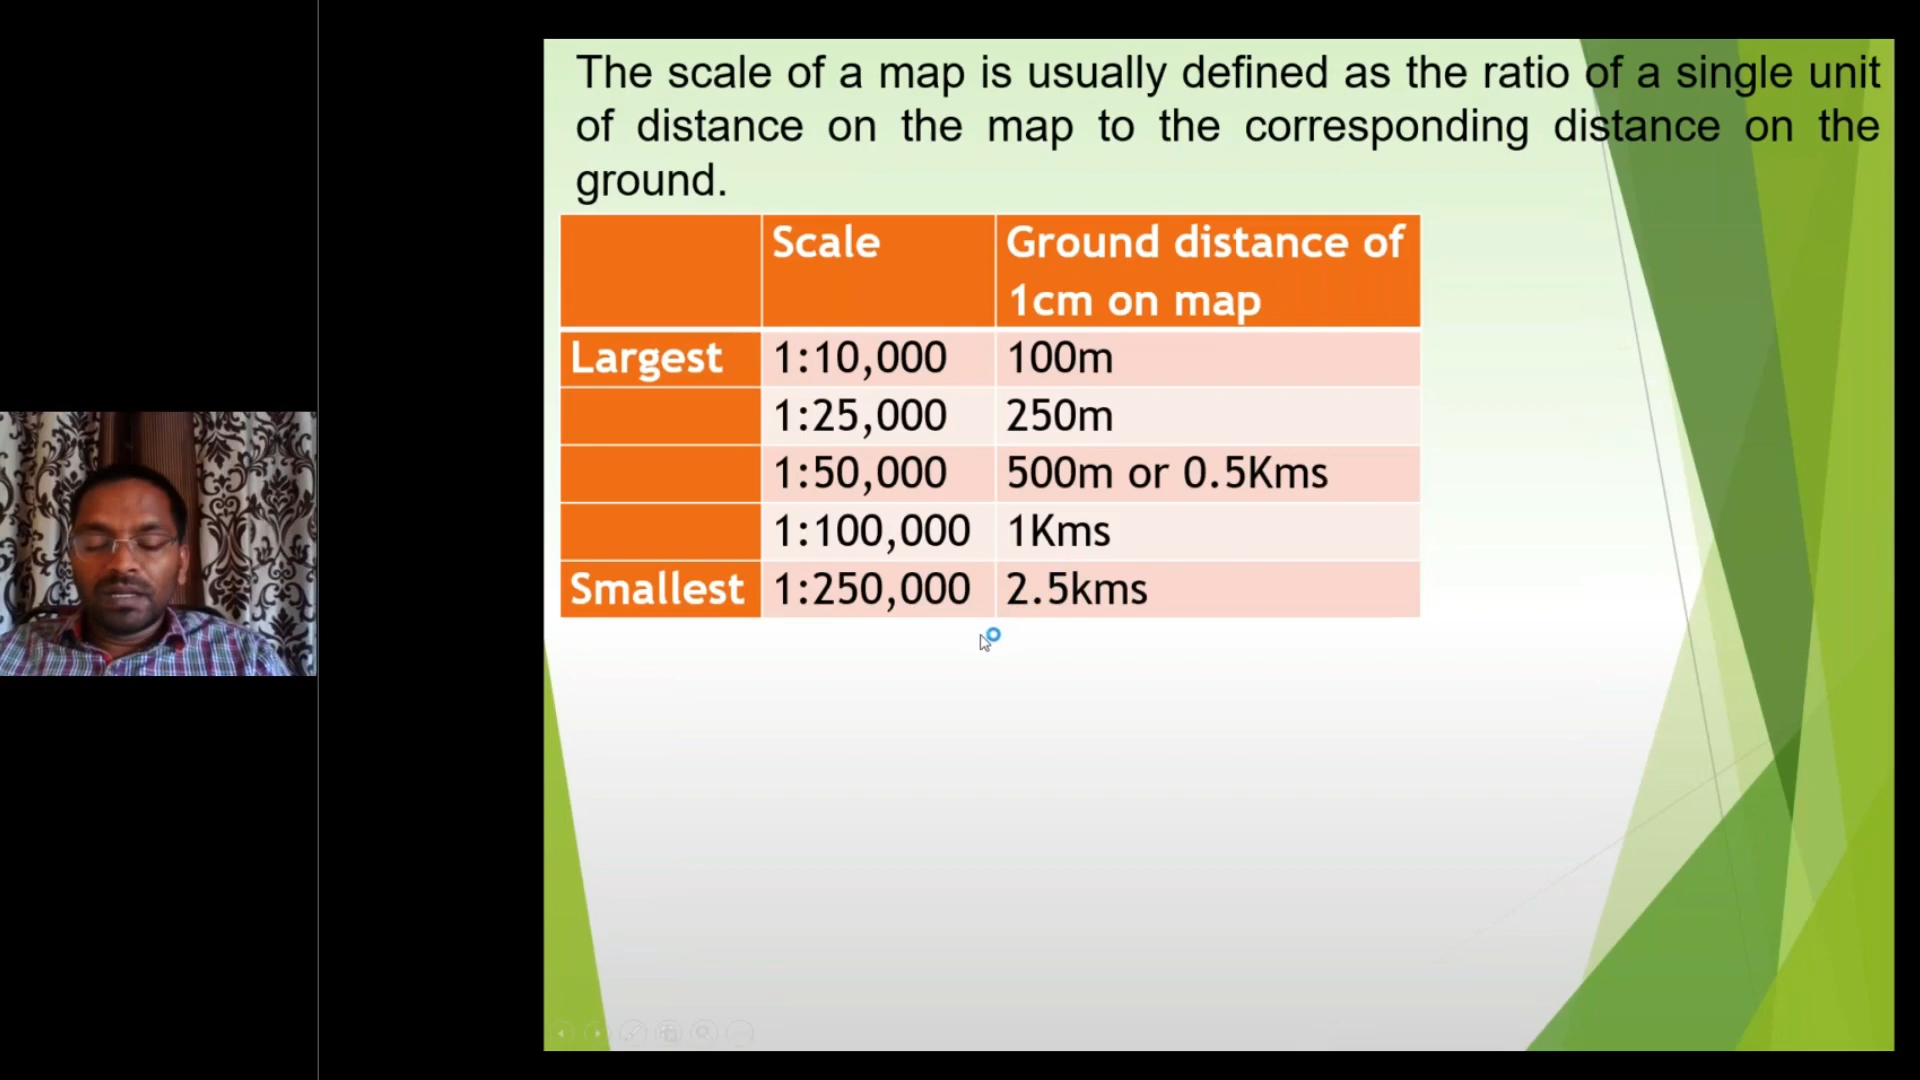 The scale of a map is usually defined as the ratio of a single unit
of distance on the map to the corresponding distance on the
ground.
Scale Ground distance of
1cm on map
Largest 1:10,000 100m
1:25,000 250m
1:50,000 500m or 0.5Kms
1:100,000 1Kms
Smallest 1:250,000 2.5kms